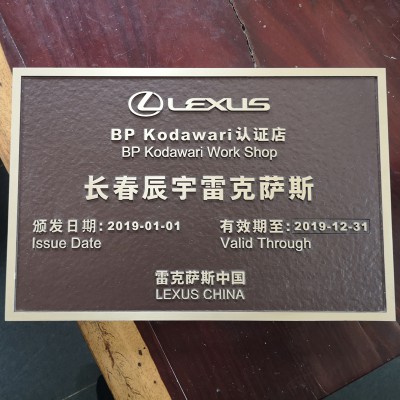 LEXUS
BP Kodawari认证店
BP Kodawari Work Shop
长春辰宇雷克萨斯
颁发日期: 2019-01-01 有效期至: 2019-12-31
Issue Date Valid Through
雷克萨斯中国
LEXUS CHINA